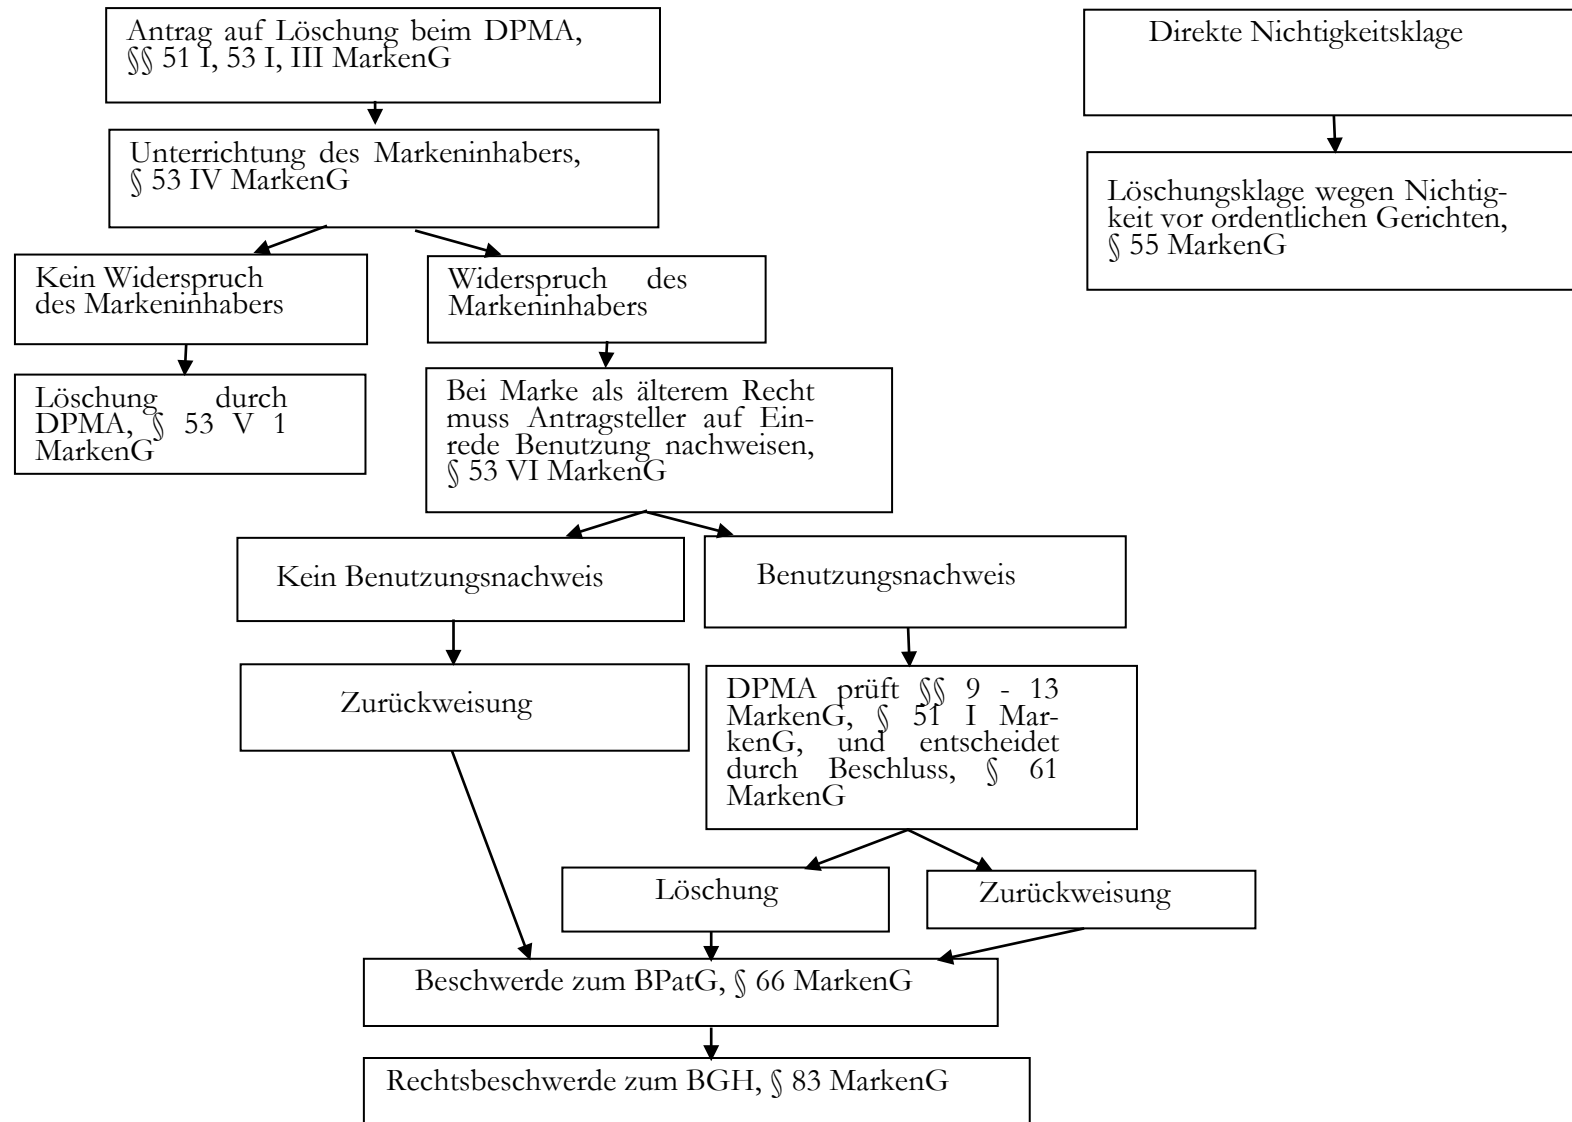 Antrag auf Löschung beim DPMA,
§§ 51 I, 53 I, III MarkenG
Direkte Nichtigkeitsklage
Unterrichtung des Markeninhabers,
§ 53 IV MarkenG
Löschungsklage wegen Nichtig-
keit vor ordentlichen Gerichten,
§ 55 MarkenG
Kein Widerspruch
des Markeninhabers
Widerspruch des
Markeninhabers
Löschung durch
DPMA, § 53 V 1
MarkenG
Bei Marke als älterem Recht
muss Antragsteller auf Ein-
rede Benutzung nachweisen,
§ 53 VI MarkenG
Kein Benutzungsnachweis
Benutzungsnachweis
Zurückweisung
DPMA prüft §§ 9 - 13
MarkenG, § 51 I Mar-
kenG, und entscheidet
durch Beschluss, § 61
MarkenG
Löschung
Zurückweisung
Beschwerde zum BPatG, § 66 MarkenG
Rechtsbeschwerde zum BGH, § 83 MarkenG